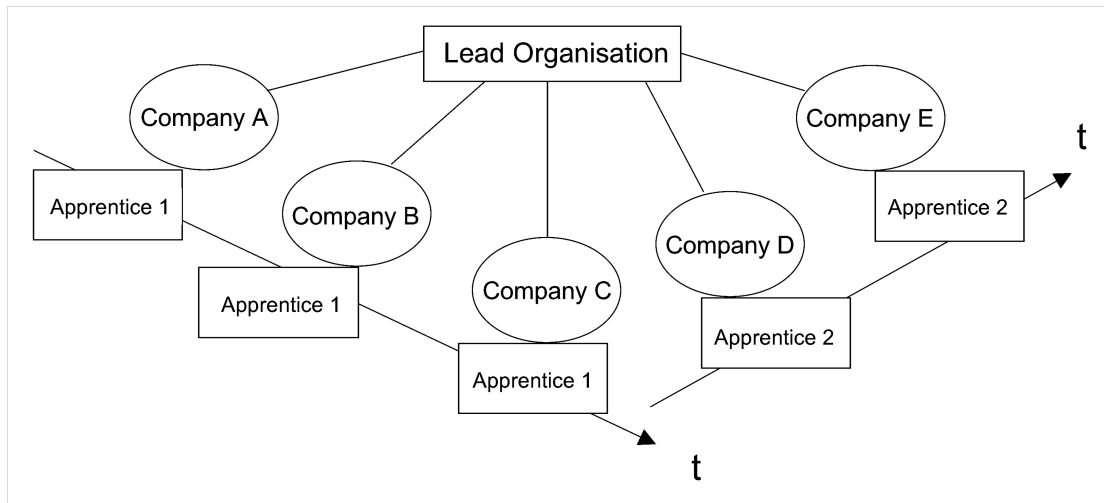 Lead Organisation
Company A
Company E
t
Apprentice 1
Company B
Apprentice 2
Company D
Apprentice 1
Company C
Apprentice 2
Apprentice 1
t